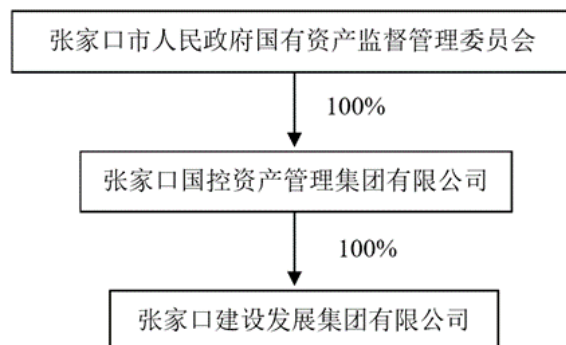 张家口市人民政府国有资产监督管理委员会
100%
张家口国控资产管理集团有限公司
100%
张家口建设发展集团有限公司